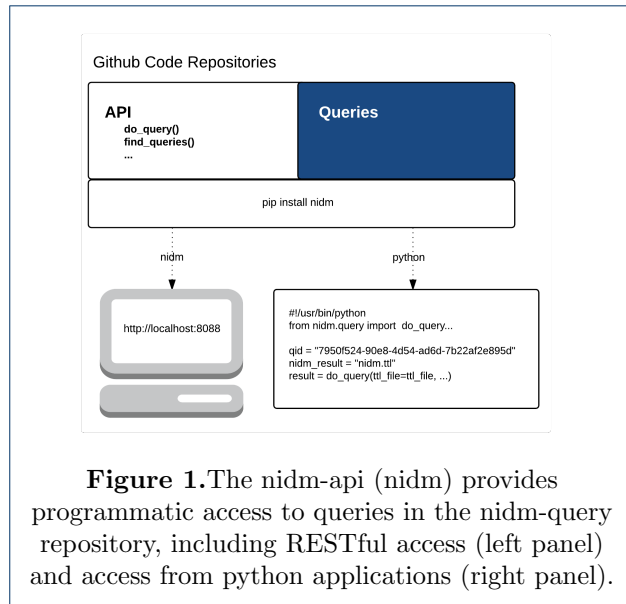 Github Code Repositories
API
do_query()
find_queries()
...
Queries
pip install nidm
nidm
python
http://localhost:8088
#!/usr/bin/python
from nidm.query import do_query...
qid = "7950f524-90e8-4d54-ad6d-7b22af2e895d"
nidm_result = "nidm.ttl"
result = do_query(ttl_file=ttl_file, ...)
Figure 1.The nidm-api (nidm) provides
programmatic access to queries in the nidm-query
repository, including RESTful access (left panel)
and access from python applications (right panel).